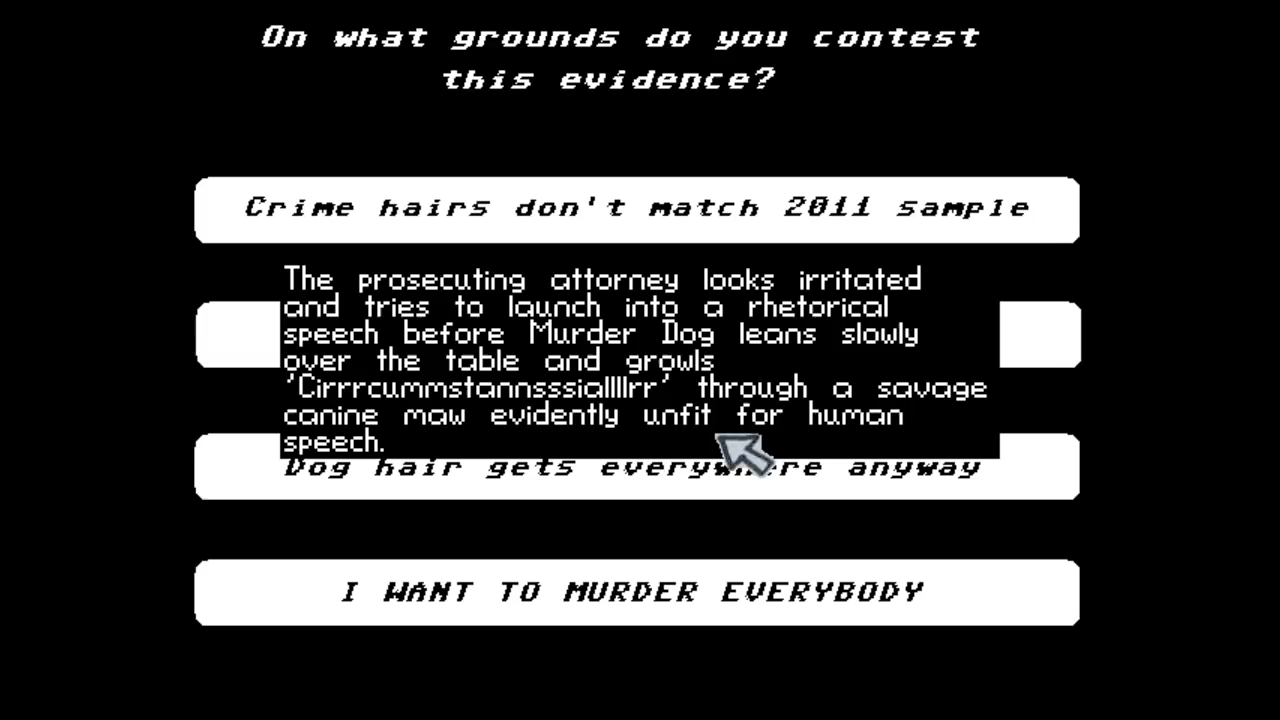 On what grounds do you contest
this evidence?
Crime hairs don't match 2011 sample
The prosecuting attorney looks irritated
and tries to launch into a rhetorical
speech before Murder Dog leans slowly
over the table and growls
'Cirrrcummstannsssiallllrr' through a savage
canine maw evidently unfit for human
speech.
Dog hair gets everywhere anyway
I WANT TO MURDER EVERYBODY